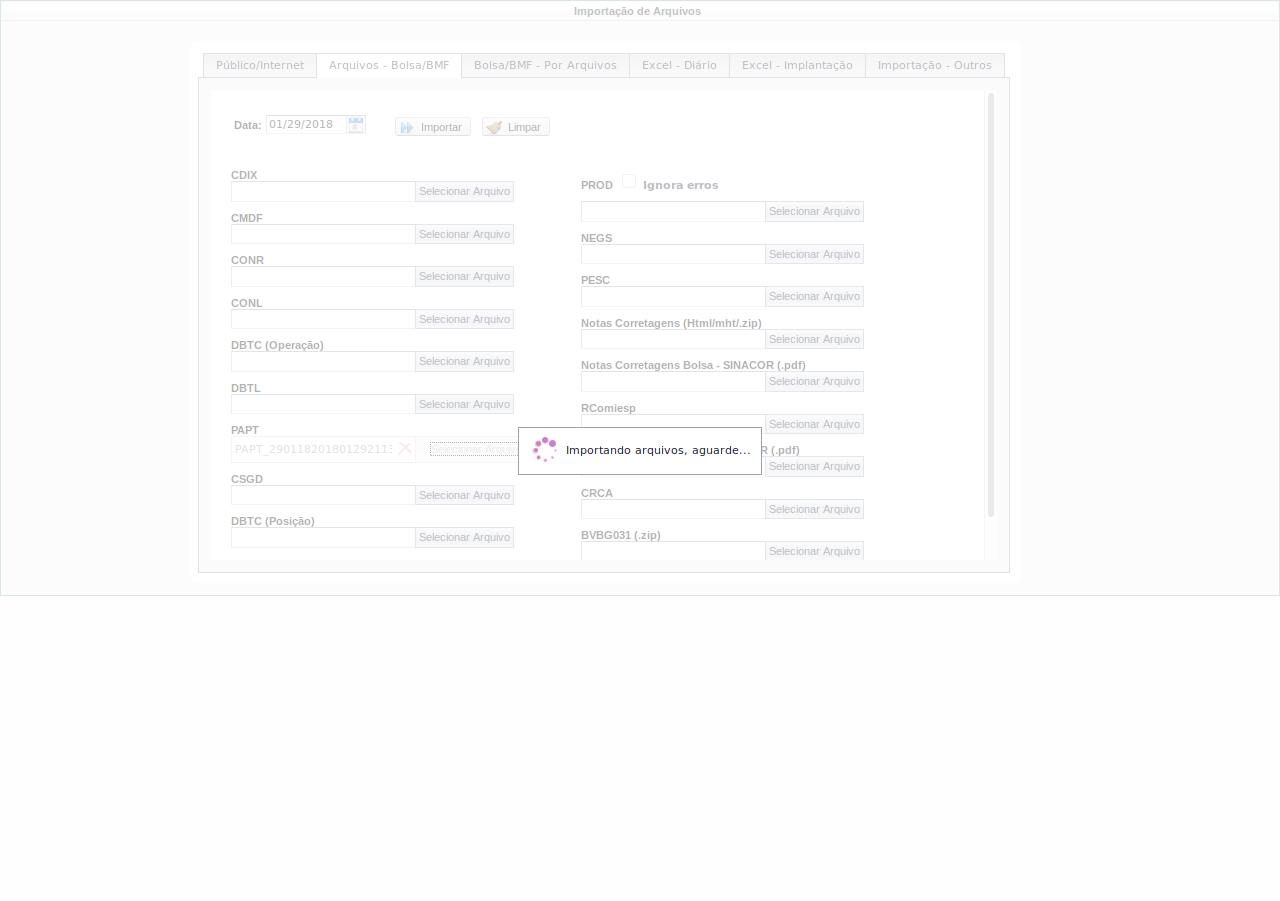 Importação de Arquivos
Público/Internet
Arquivos - Bolsa/BMF
Bolsa/BMF - Por Arquivos
Excel - Diário
Excel - Implantação
Importação - Outros
Data: 01/29/2018
Importar
Limpar
CDIX
Selecionar Arquivo
CMDF
Selecionar Arquivo
CONR
Selecionar Arquivo
CONL
Selecionar Arquivo
DBTC (Operação)
Selecionar Arquivo
DBTL
Selecionar Arquivo
PAPT
PAPT_29011820180129211
Selecionar Arquivo
CSGD
Selecionar Arquivo
DBTC (Posição)
Selecionar Arquivo
PROD
Ignora erros
Selecionar Arquivo
NEGS
Selecionar Arquivo
PESC
Selecionar Arquivo
Notas Corretagens (Html/mht/.zip)
Selecionar Arquivo
Notas Corretagens Bolsa - SINACOR (.pdf)
Selecionar Arquivo
RComiesp
Selecionar Arquivo
R (.pdf)
Selecionar Arquivo
CRCA
Selecionar Arquivo
BVBG031 (.zip)
Selecionar Arquivo
Importando arquivos, aguarde...